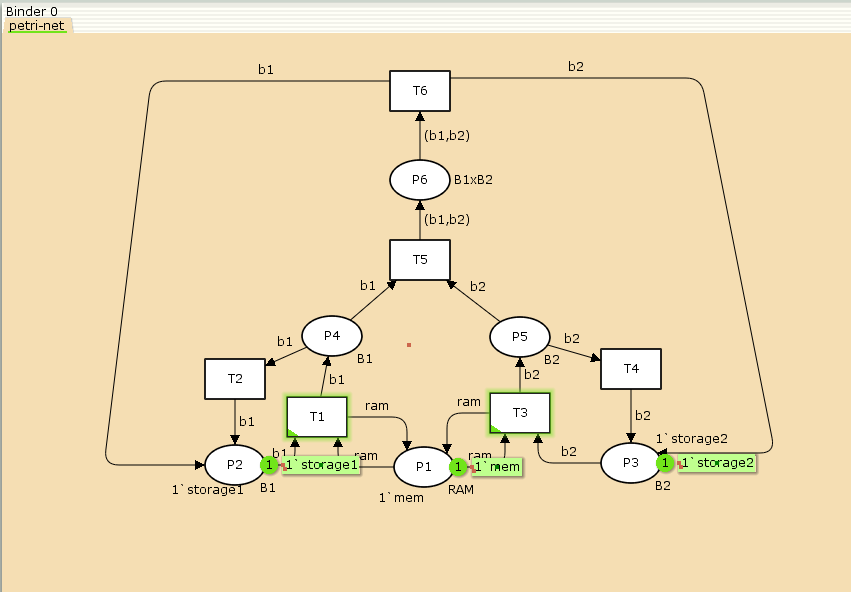 Binder 0
petri-net
b1
b2
T6
(b1,b2)
P6
B1xB2
(b1,b2)
T5
b1
b2
P4
B1
P5
B2
b1
b2
T2
T4
b1
b2
T1
ram
ram
T3
b1
b2
1`storage2
b1
ram
ram
b2
P2
1
1`storage1
P1
1
1`mem
P3
1
1`storage2
1`storage1
B1
1`mem
RAM
B2